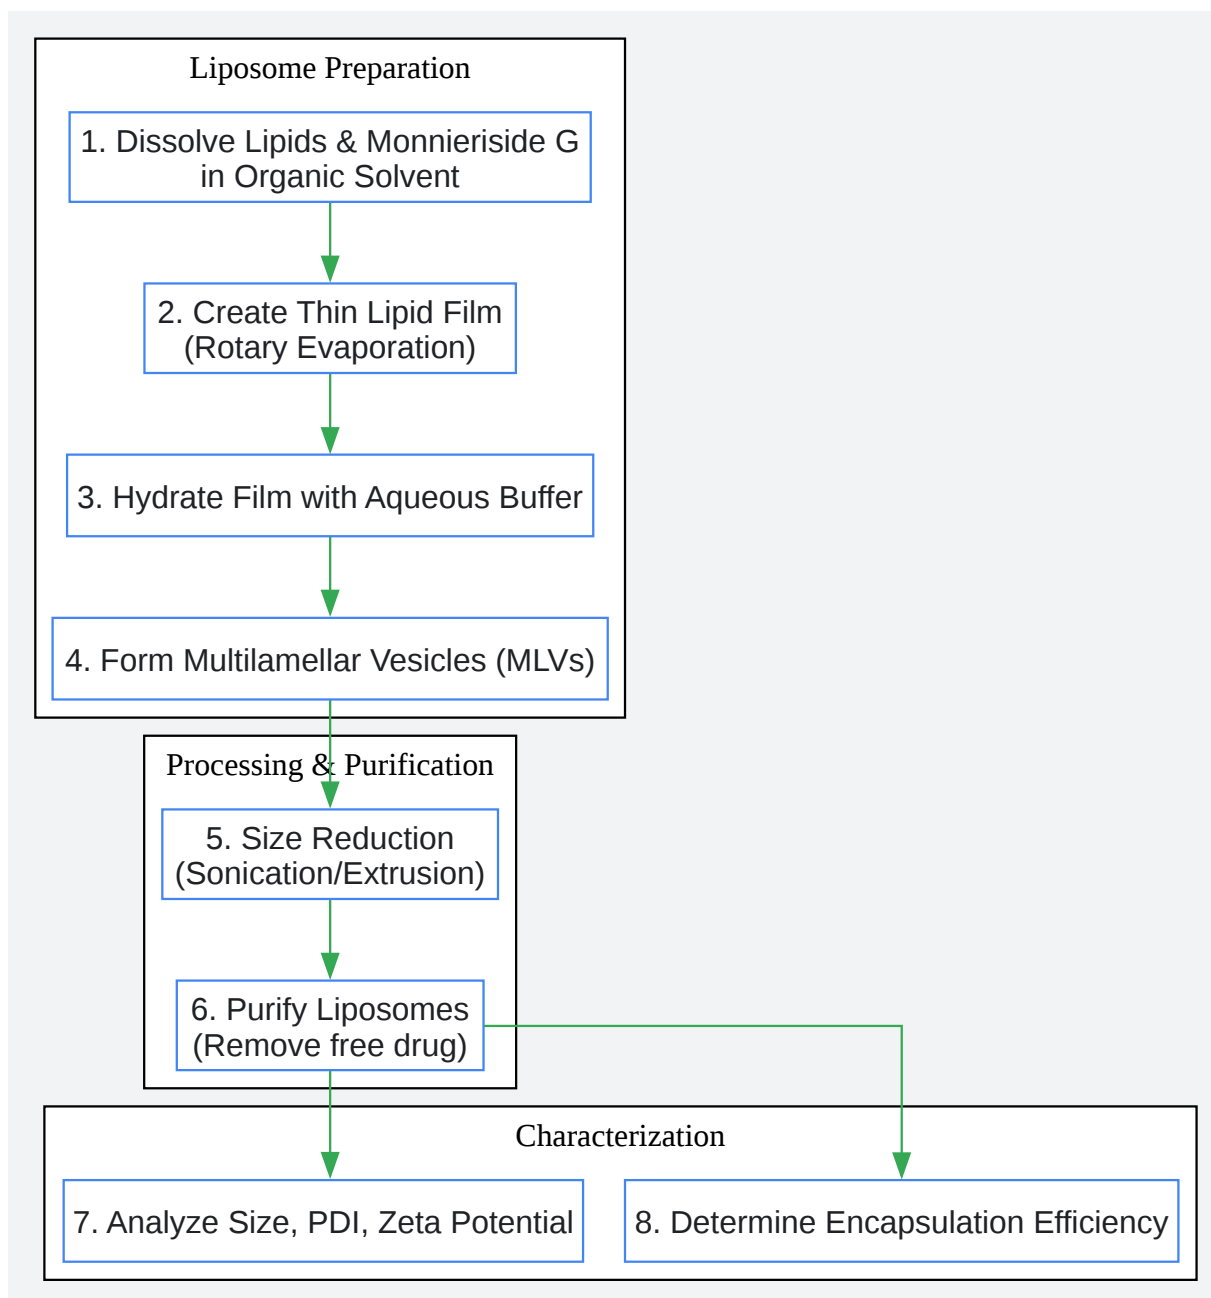 Liposome Preparation
1. Dissolve Lipids & Monnieriside G
in Organic Solvent
2. Create Thin Lipid Film
(Rotary Evaporation)
3. Hydrate Film with Aqueous Buffer
4. Form Multilamellar Vesicles (MLVs)
Processing & Purification
5. Size Reduction
(Sonication/Extrusion)
6. Purify Liposomes
(Remove free drug)
Characterization
7. Analyze Size, PDI, Zeta Potential
8. Determine Encapsulation Efficiency